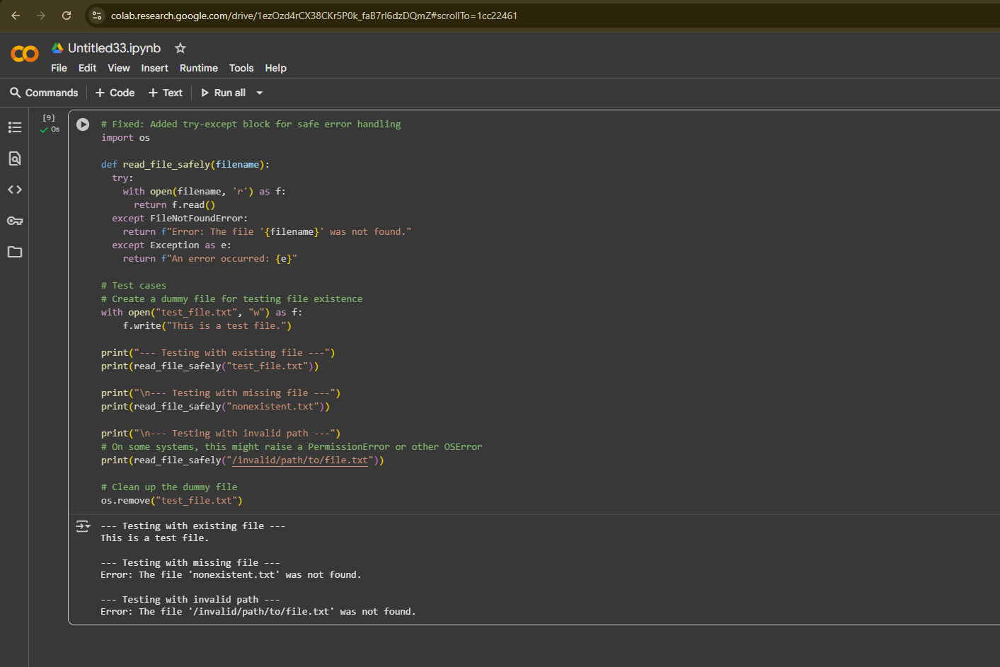 colab.research.google.com/drive/1ezOzd4rCX38CKr5P0k_faB7rI6dzDQmZ#scrollTo=1cc22461
Untitled33.ipynb
File Edit View Insert Runtime Tools Help
Commands + Code + Text Run all
[9]
0s
# Fixed: Added try-except block for safe error handling
import os

def read_file_safely(filename):
  try:
    with open(filename, 'r') as f:
      return f.read()
  except FileNotFoundError:
    return f"Error: The file '{filename}' was not found."
  except Exception as e:
    return f"An error occurred: {e}"

# Test cases
# Create a dummy file for testing file existence
with open("test_file.txt", "w") as f:
    f.write("This is a test file.")

print("--- Testing with existing file ---")
print(read_file_safely("test_file.txt"))

print("\n--- Testing with missing file ---")
print(read_file_safely("nonexistent.txt"))

print("\n--- Testing with invalid path ---")
# On some systems, this might raise a PermissionError or other OSError
print(read_file_safely("/invalid/path/to/file.txt"))

# Clean up the dummy file
os.remove("test_file.txt")
--- Testing with existing file ---
This is a test file.

--- Testing with missing file ---
Error: The file 'nonexistent.txt' was not found.

--- Testing with invalid path ---
Error: The file '/invalid/path/to/file.txt' was not found.